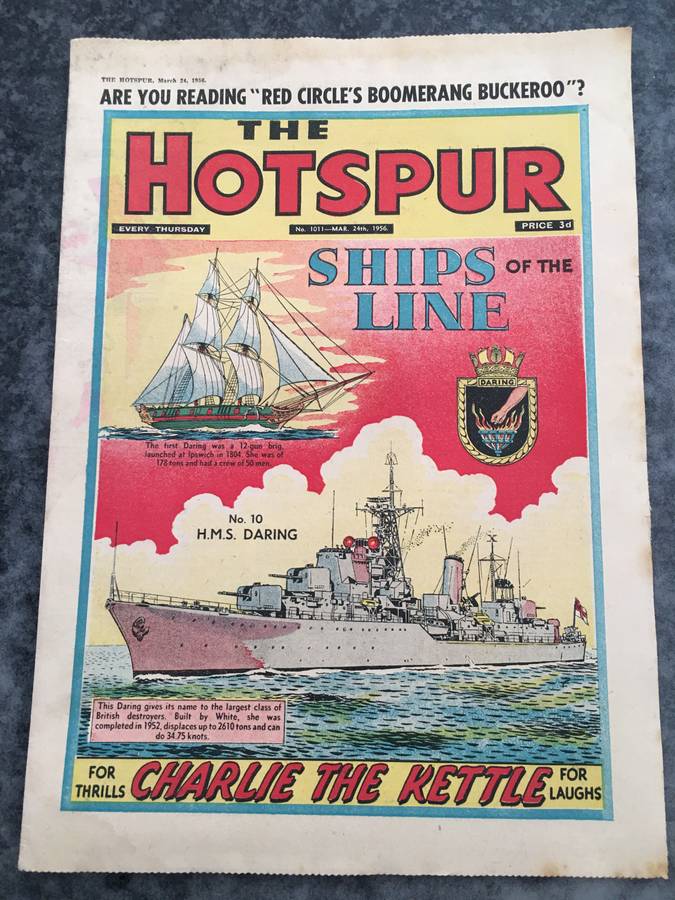 THE HOTSPUR, March 24, 1956.
ARE YOU READING "RED CIRCLE'S BOOMERANG BUCKEROO"?
THE
HOTSPUR
EVERY THURSDAY
No. 1011—MAR. 24th, 1956.
PRICE 3d
SHIPS OF THE
LINE
DARING
The first Daring was a 12-gun brig,
launched at Ipswich in 1804. She was of
178 tons and had a crew of 50 men.
No. 10
H.M.S. DARING
This Daring gives its name to the largest class of
British destroyers. Built by White, she was
completed in 1952, displaces up to 2610 tons and can
do 34.75 knots.
FOR
THRILLS
CHARLIE THE KETTLE
FOR
LAUGHS